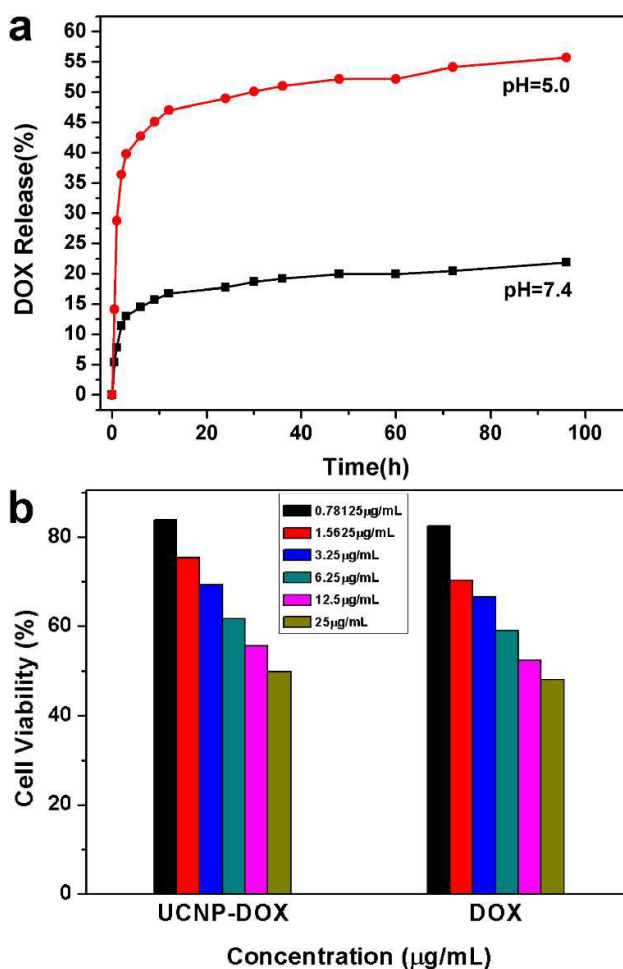 a
60
55
50
45
40
35
30
25
20
15
10
5
0
DOX Release(%)
pH=5.0
pH=7.4
0 20 40 60 80 100
Time(h)
b
80
60
40
20
0
Cell Viability (%)
0.78125μg/mL
1.5625μg/mL
3.25μg/mL
6.25μg/mL
12.5μg/mL
25μg/mL
UCNP-DOX DOX
Concentration (μg/mL)